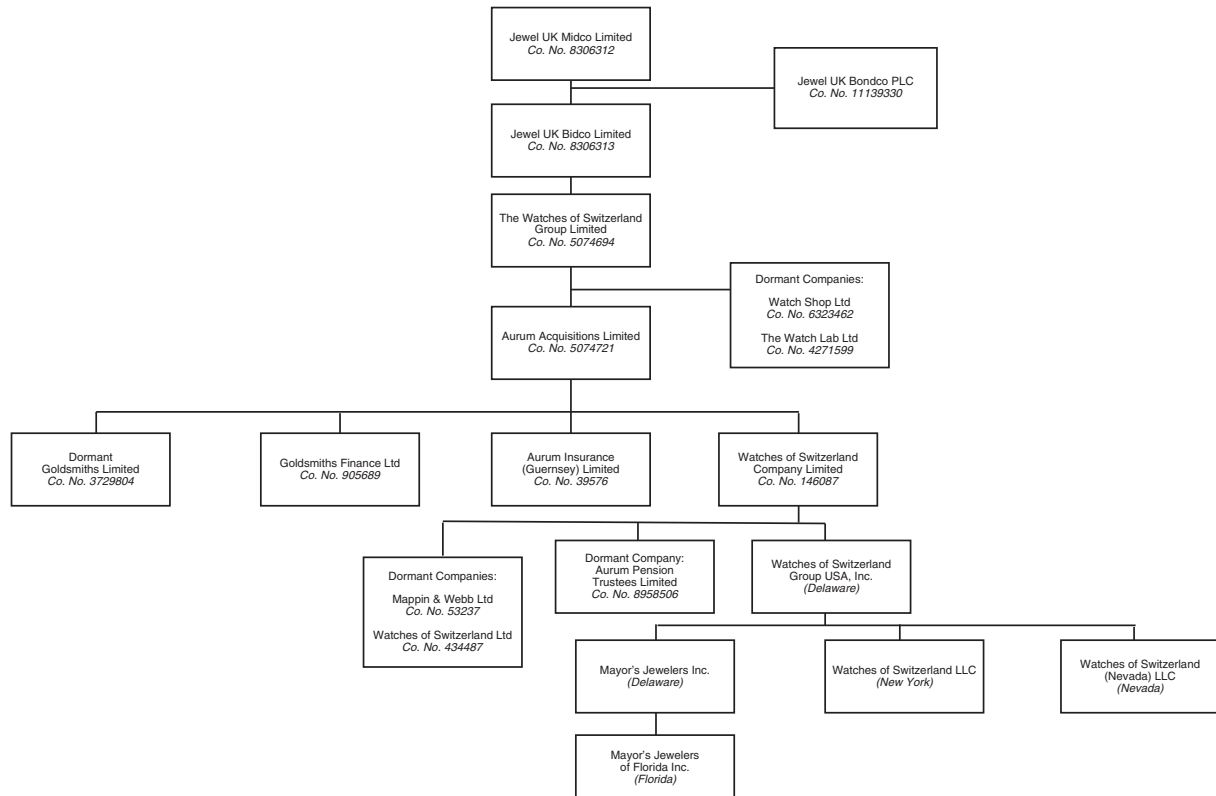 Jewel UK Midco Limited
Co. No. 8306312
Jewel UK Bondco PLC
Co. No. 11139330
Jewel UK Bidco Limited
Co. No. 8306313
The Watches of Switzerland
Group Limited
Co. No. 5074694
Dormant Companies:
Watch Shop Ltd
Co. No. 6323462
The Watch Lab Ltd
Co. No. 4271599
Aurum Acquisitions Limited
Co. No. 5074721
Dormant
Goldsmiths Limited
Co. No. 3729804
Goldsmiths Finance Ltd
Co. No. 905689
Aurum Insurance
(Guernsey) Limited
Co. No. 39576
Watches of Switzerland
Company Limited
Co. No. 146087
Dormant Companies:
Mappin & Webb Ltd
Co. No. 53237
Watches of Switzerland Ltd
Co. No. 434487
Dormant Company:
Aurum Pension
Trustees Limited
Co. No. 8958506
Watches of Switzerland
Group USA, Inc.
(Delaware)
Mayor's Jewelers Inc.
(Delaware)
Watches of Switzerland LLC
(New York)
Watches of Switzerland
(Nevada) LLC
(Nevada)
Mayor's Jewelers
of Florida Inc.
(Florida)